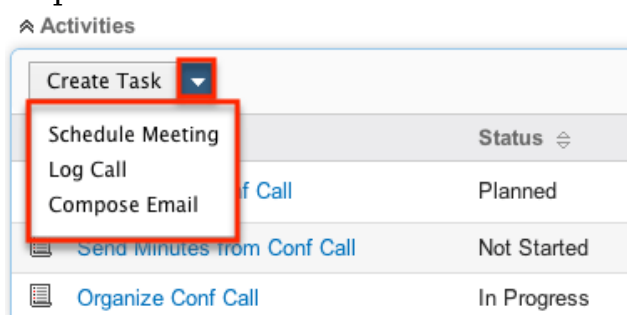 Activities
Create Task
Schedule Meeting
Log Call
Compose Email
Status
Call
Planned
Send Minutes from Conf Call
Not Started
Organize Conf Call
In Progress